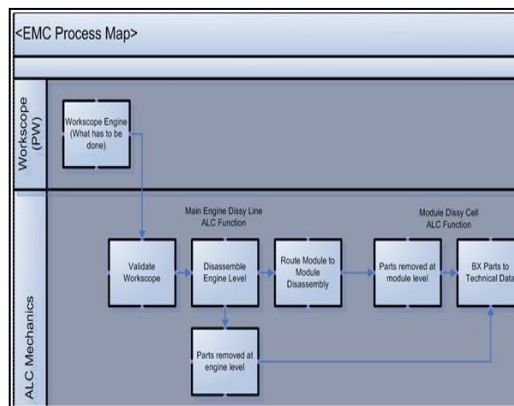 <EMC Process Map>
Workscope
(PW)
Workscope Engine
(What has to be
done)
ALC Mechanics
Main Engine Dissy Line
ALC Function
Module Dissy Cell
ALC Function
Validate
Workscope
Disassemble
Engine Level
Route Module to
Module
Disassembly
Parts removed at
module level
BX Parts to
Technical Data
Parts removed at
engine level